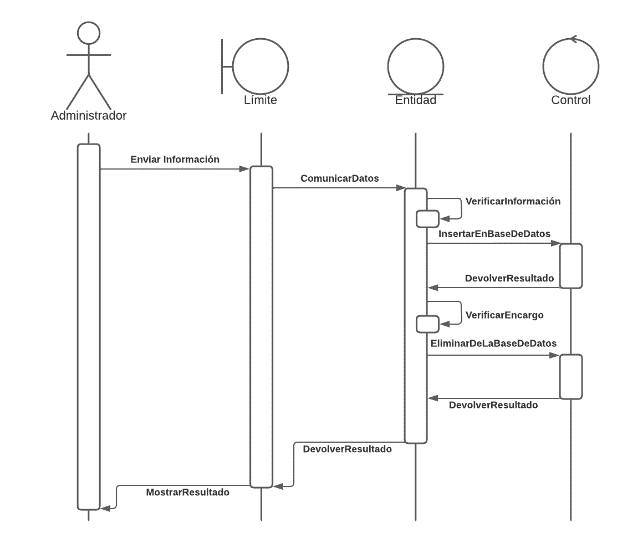 Administrador
Límite
Entidad
Control
Enviar Información
ComunicarDatos
VerificarInformación
InsertarEnBaseDeDatos
DevolverResultado
VerificarEncargo
EliminarDeLaBaseDeDatos
DevolverResultado
DevolverResultado
MostrarResultado